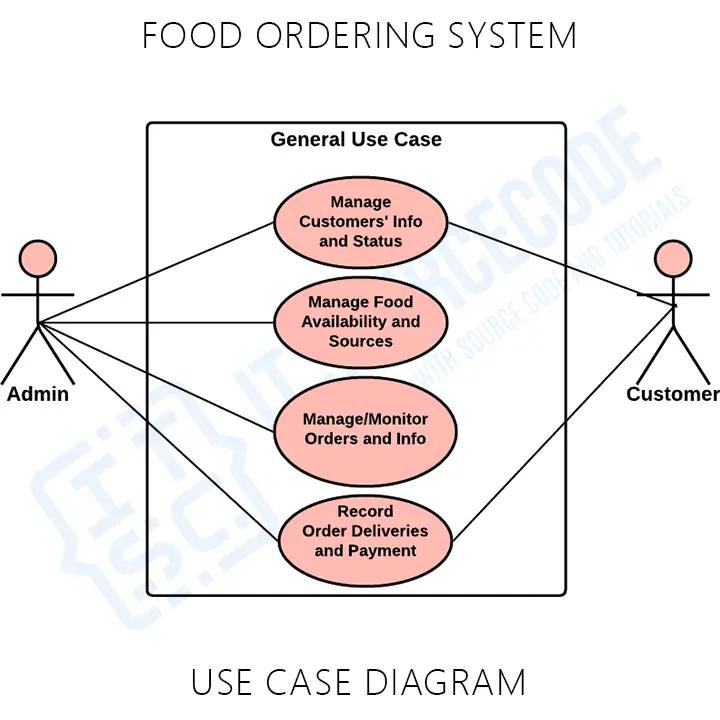 FOOD ORDERING SYSTEM
General Use Case
Manage
Customers' Info
and Status
Manage Food
Availability and
Sources
Manage/Monitor
Orders and Info
Record
Order Deliveries
and Payment
Admin
Customer
USE CASE DIAGRAM